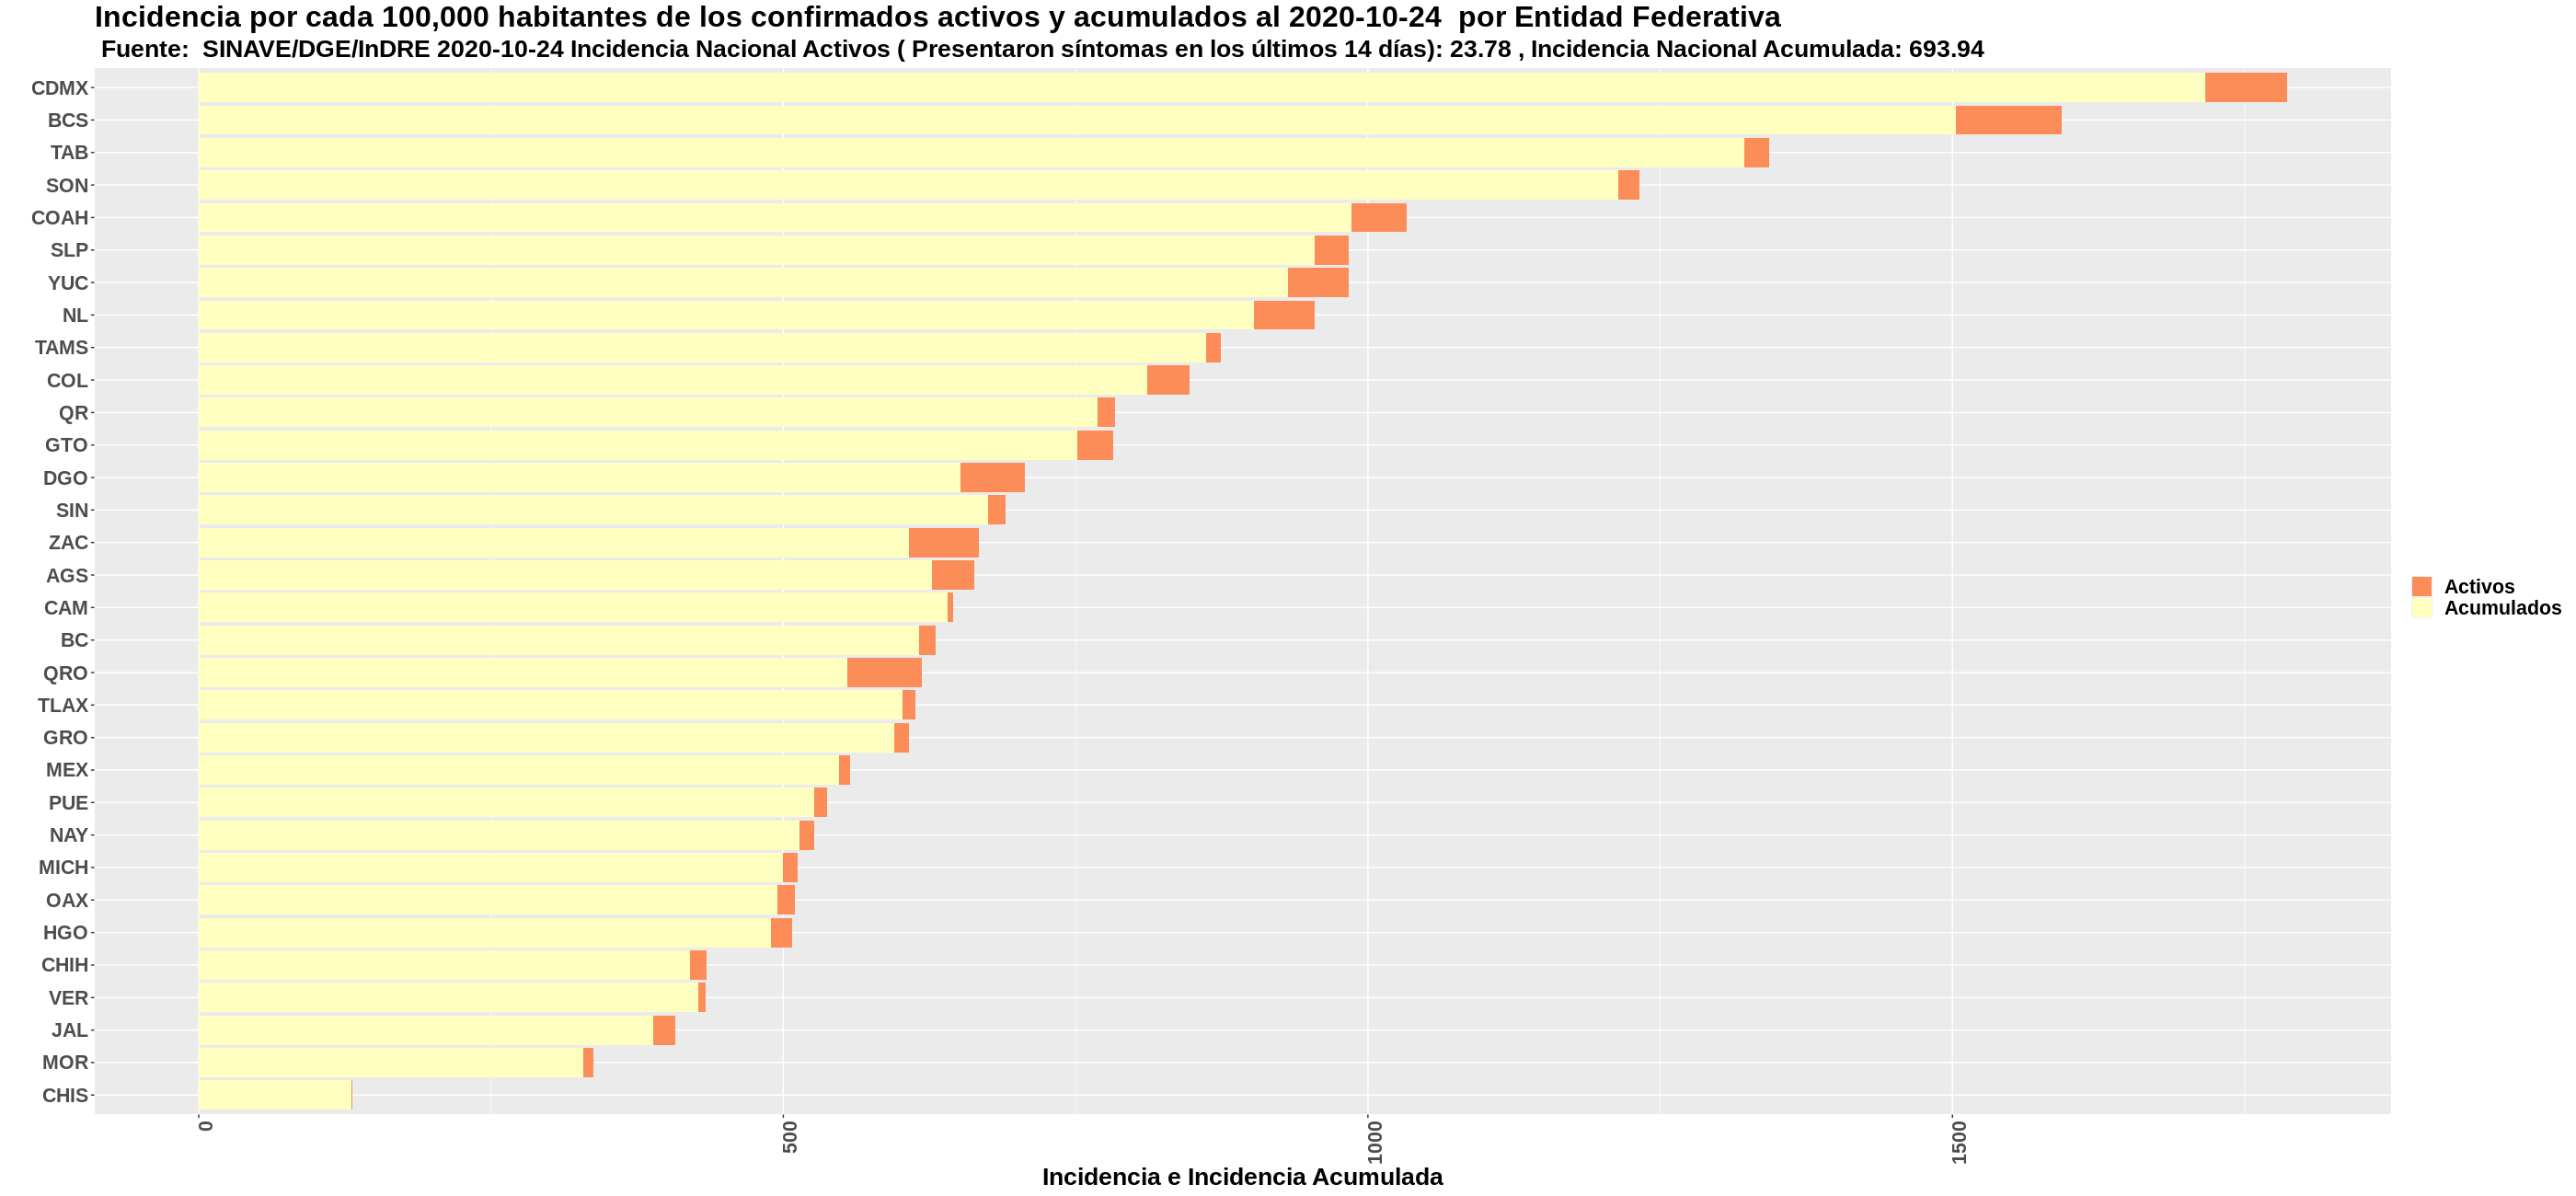 Incidencia por cada 100,000 habitantes de los confirmados activos y acumulados al 2020-10-24  por Entidad Federativa
Fuente:  SINAVE/DGE/InDRE 2020-10-24 Incidencia Nacional Activos ( Presentaron síntomas en los últimos 14 días): 23.78 , Incidencia Nacional Acumulada: 693.94
CDMX
BCS
TAB
SON
COAH
SLP
YUC
NL
TAMS
COL
QR
GTO
DGO
SIN
ZAC
AGS
CAM
BC
QRO
TLAX
GRO
MEX
PUE
NAY
MICH
OAX
HGO
CHIH
VER
JAL
MOR
CHIS
Activos
Acumulados
0
500
1000
1500
Incidencia e Incidencia Acumulada